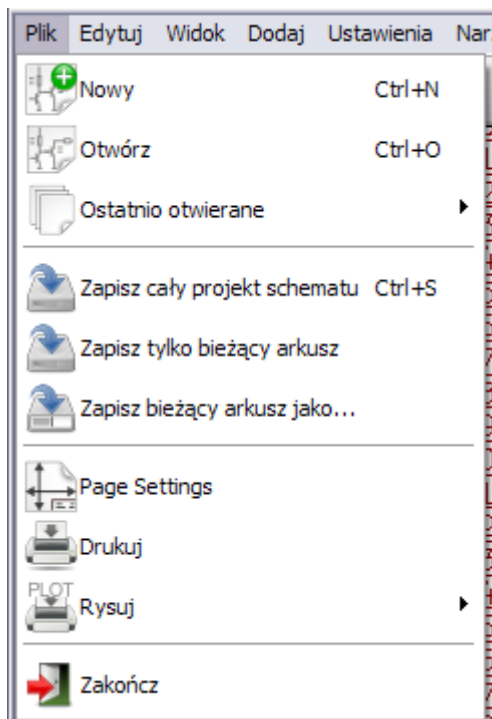 Plik Edytuj Widok Dodaj Ustawienia
Nowy Ctrl+N
Otwórz Ctrl+O
Ostatnio otwierane
Zapisz cały projekt schematu Ctrl+S
Zapisz tylko bieżący arkusz
Zapisz bieżący arkusz jako...
Page Settings
Drukuj
PLOT
Rysuj
Zakończ